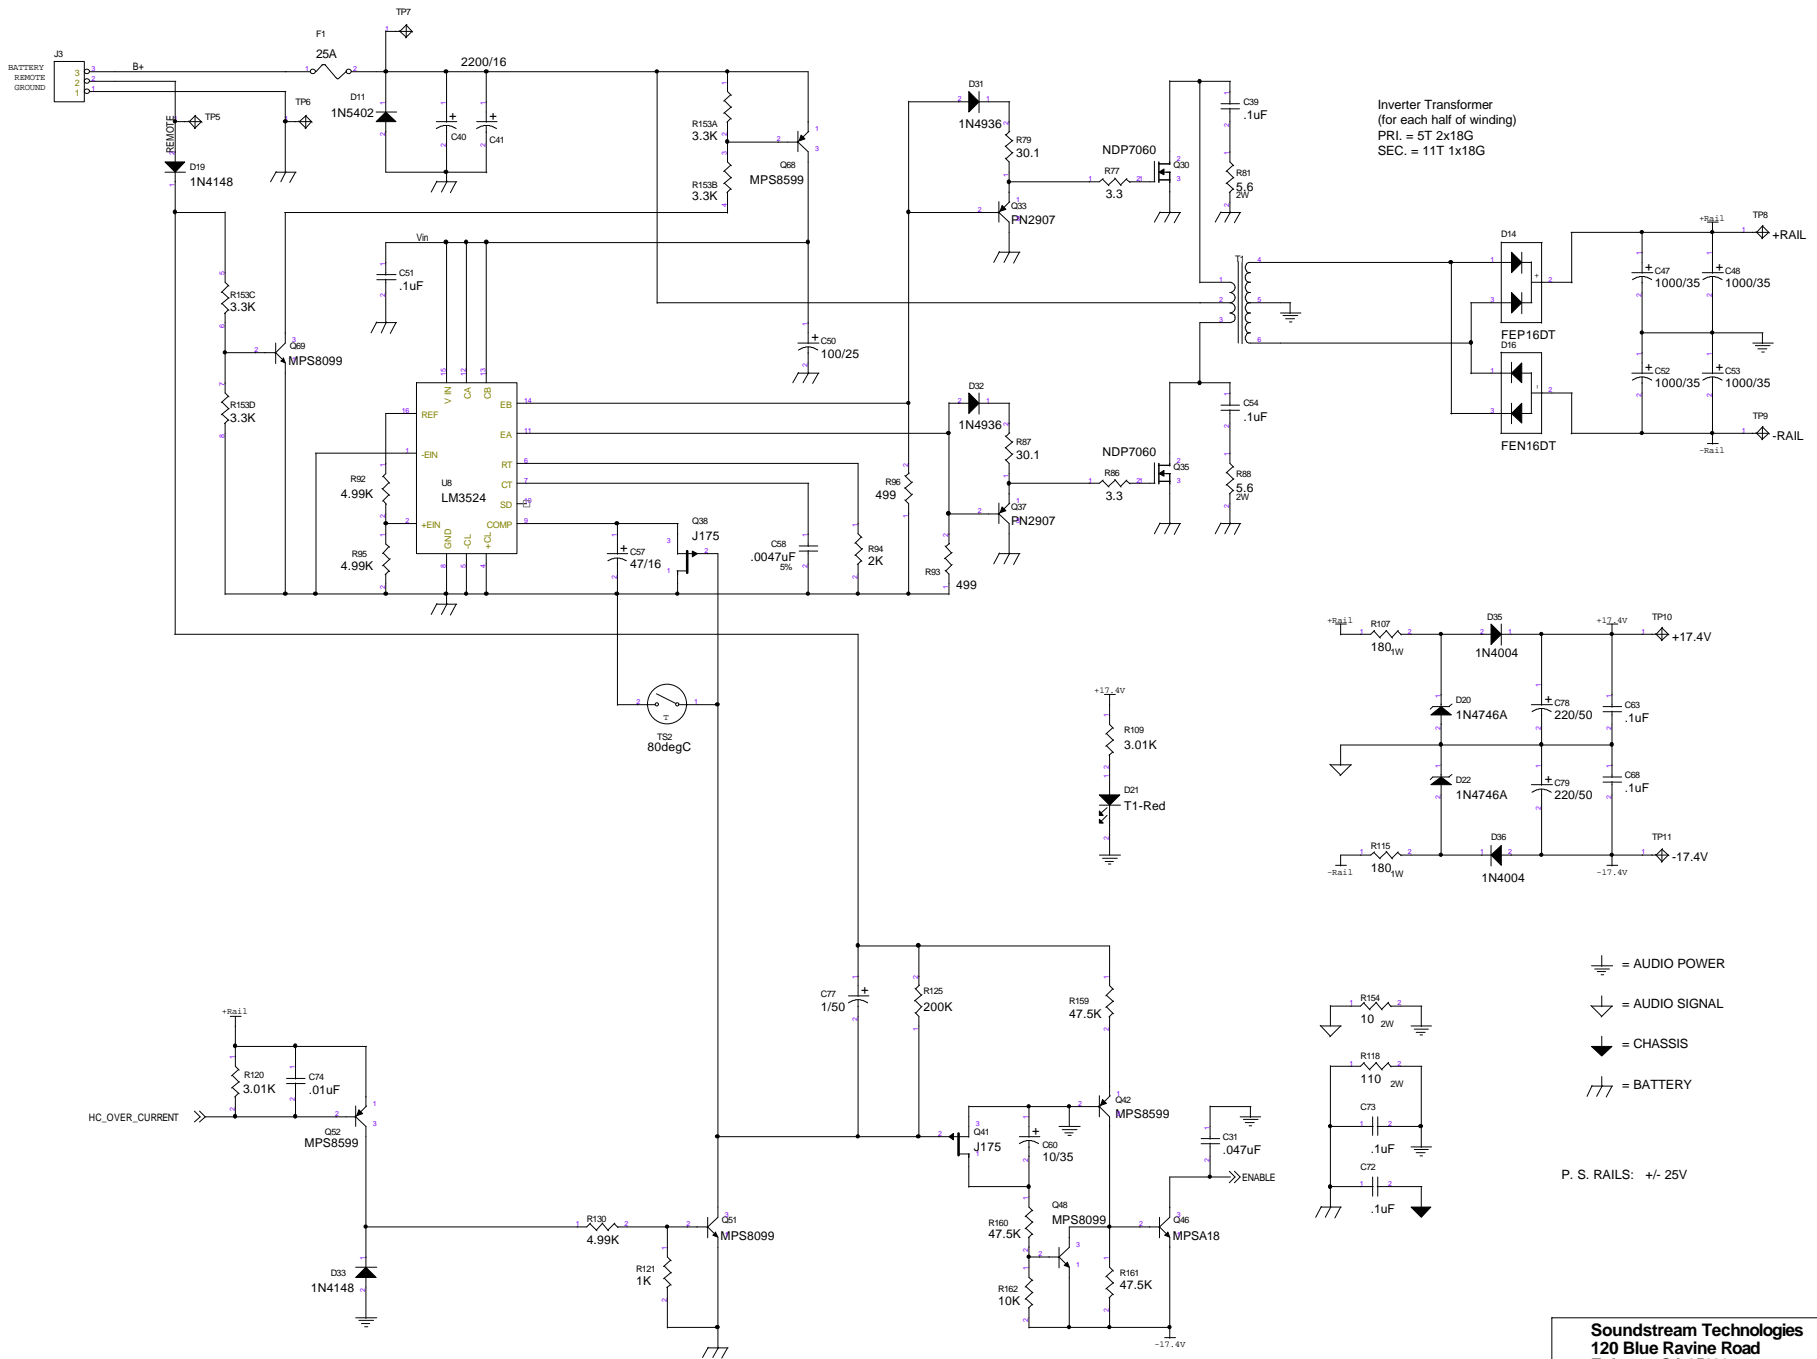 TP7
F1
25A
J3
BATTERY
REMOTE
GROUND
3
2
1
B+
2200/16
TP6
TP5
REMOTE
D11
1N5402
C40
C41
R153A
3.3K
Q68
MPS8599
R153B
3.3K
D19
1N4148
D31
1N4936
R79
30.1
NDP7060
Q30
R77
3.3
Q33
PN2907
C39
.1uF
R81
5.6
2W
Inverter Transformer
(for each half of winding)
PRI. = 5T 2x18G
SEC. = 11T 1x18G
Vin
C51
.1uF
R153C
3.3K
Q69
MPS8099
R153D
3.3K
C50
100/25
D14
FEP16DT
D16
FEN16DT
+Rail
TP8
+RAIL
C47
1000/35
C48
1000/35
C52
1000/35
C53
1000/35
TP9
-RAIL
-Rail
V IN
CA
CB
REF
-EIN
+EIN
GND
-CL
+CL
EB
EA
RT
CT
SD
COMP
U8
LM3524
R92
4.99K
R95
4.99K
C57
47/16
Q38
J175
C58
.0047uF
5%
R94
2K
R96
499
R93
499
D32
1N4936
R87
30.1
NDP7060
Q35
R86
3.3
Q37
PN2907
C54
.1uF
R88
5.6
2W
TS2
80degC
+17.4V
R109
3.01K
D21
T1-Red
+Rail
R107
180
1W
D35
1N4004
+17.4V
TP10
+17.4V
D20
1N4746A
C78
220/50
C63
.1uF
D22
1N4746A
C79
220/50
C68
.1uF
-Rail
R115
180
1W
D36
1N4004
-17.4V
TP11
-17.4V
+Rail
R120
3.01K
C74
.01uF
HC_OVER_CURRENT
Q52
MPS8599
D33
1N4148
R130
4.99K
R121
1K
Q51
MPS8099
C77
1/50
R125
200K
R159
47.5K
Q42
MPS8599
Q41
J175
C60
10/35
C31
.047uF
ENABLE
R160
47.5K
Q48
MPS8099
Q46
MPSA18
R162
10K
R161
47.5K
-17.4V
R154
10
2W
R118
110
2W
C73
.1uF
C72
.1uF
= AUDIO POWER
= AUDIO SIGNAL
= CHASSIS
= BATTERY
P. S. RAILS: +/- 25V
Soundstream Technologies
120 Blue Ravine Road